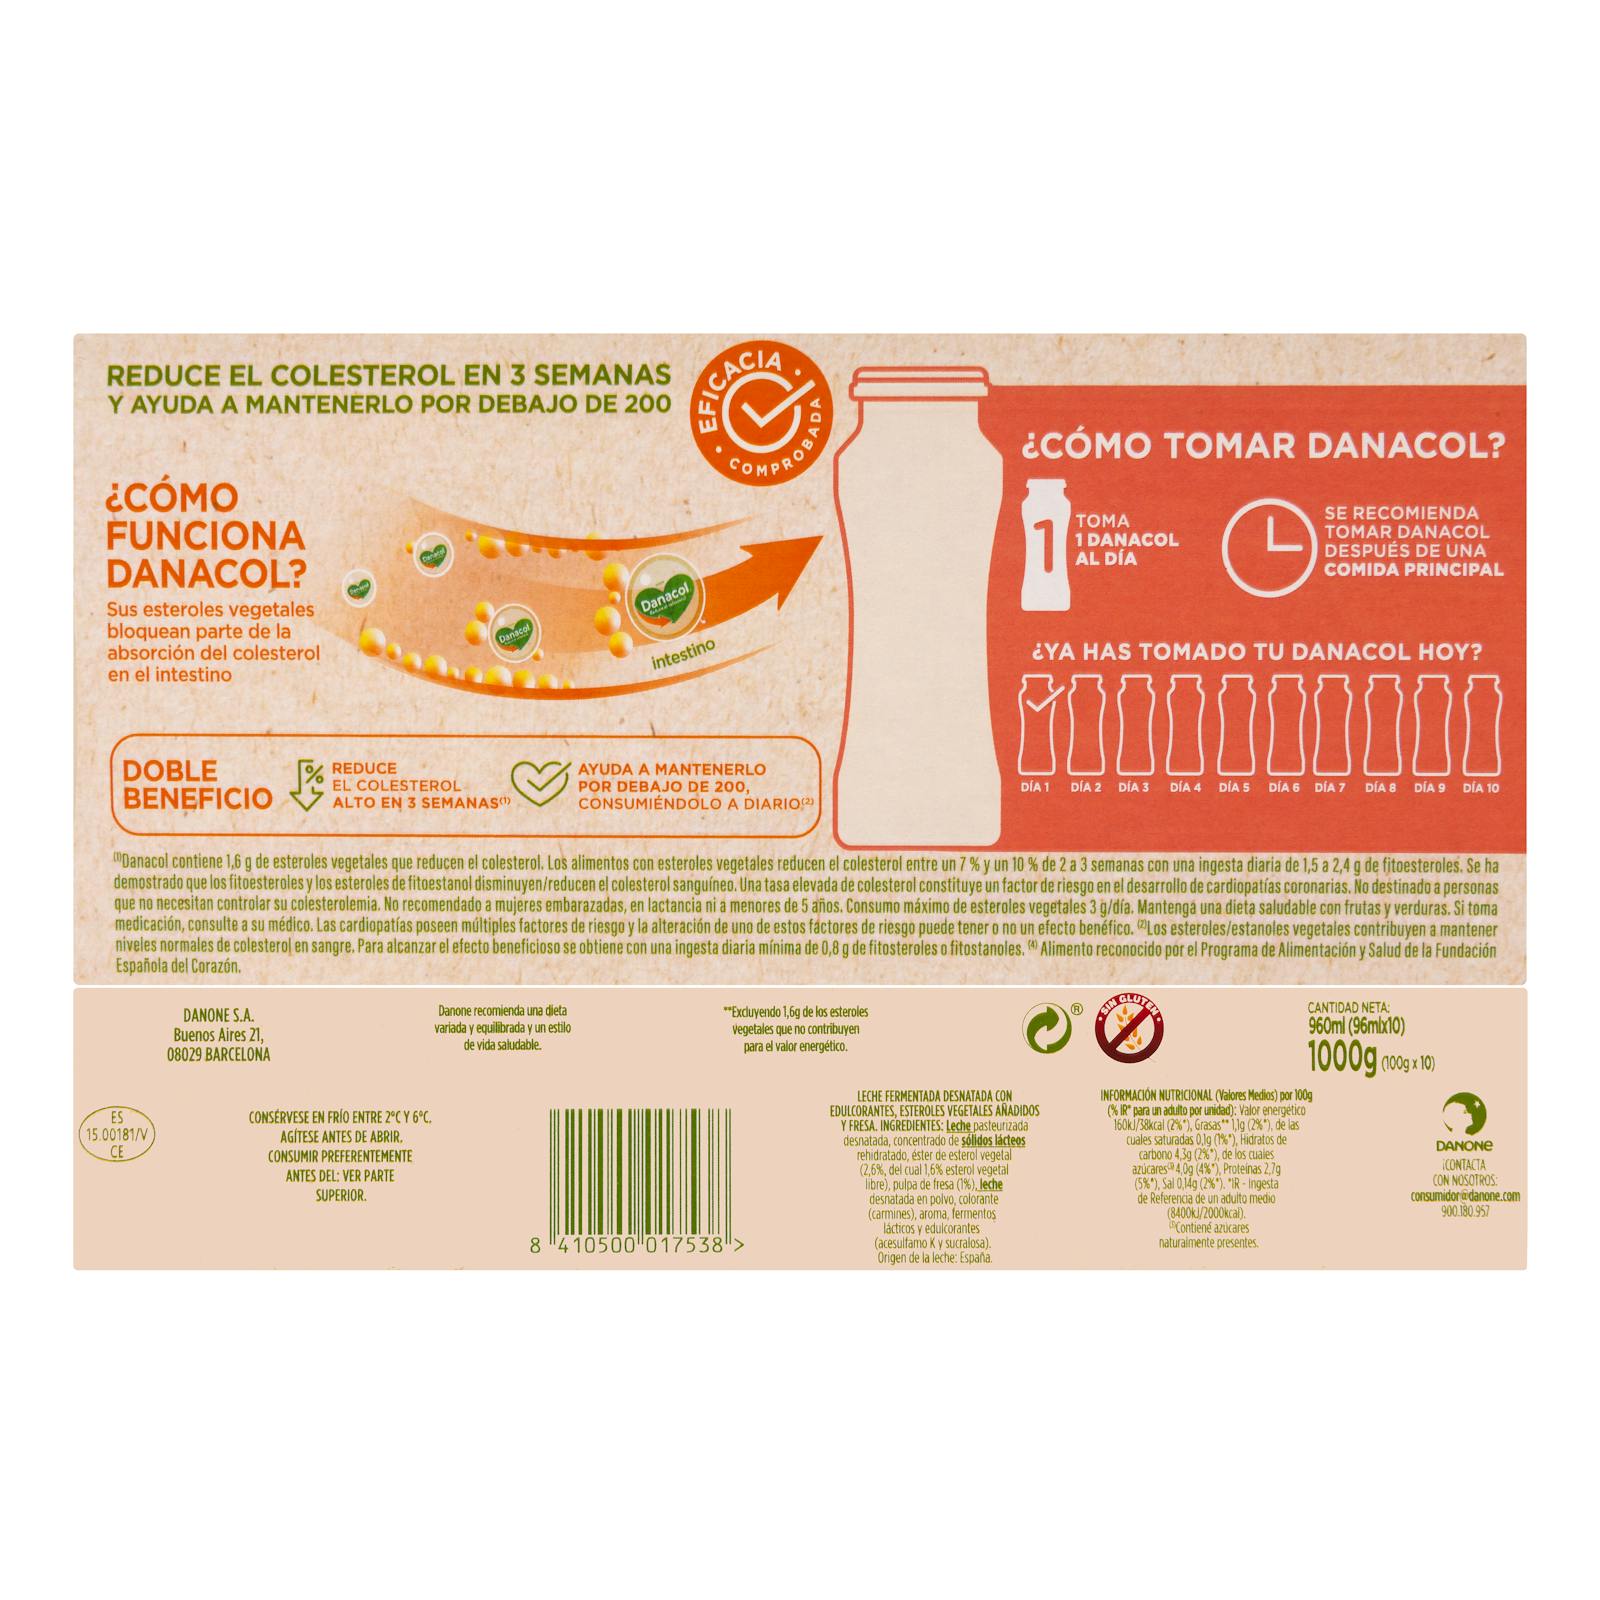 REDUCE EL COLESTEROL EN 3 SEMANAS
Y AYUDA A MANTENERLO POR DEBAJO DE 200
EFICACIA
COMPROBADA
¿CÓMO
FUNCIONA
DANACOL?
Sus esteroles vegetales
bloquean parte de la
absorción del colesterol
en el intestino
Danacol
Danacol
Danacol
Danacol
intestino
DOBLE
BENEFICIO
%
REDUCE
EL COLESTEROL
ALTO EN 3 SEMANAS(1)
AYUDA A MANTENERLO
POR DEBAJO DE 200,
CONSUMIÉNDOLO A DIARIO(2)
¿CÓMO TOMAR DANACOL?
1
TOMA
1 DANACOL
AL DÍA
SE RECOMIENDA
TOMAR DANACOL
DESPUÉS DE UNA
COMIDA PRINCIPAL
¿YA HAS TOMADO TU DANACOL HOY?
DÍA 1 DÍA 2 DÍA 3 DÍA 4 DÍA 5 DÍA 6 DÍA 7 DÍA 8 DÍA 9 DÍA 10
(1)Danacol contiene 1,6 g de esteroles vegetales que reducen el colesterol. Los alimentos con esteroles vegetales reducen el colesterol entre un 7 % y un 10 % de 2 a 3 semanas con una ingesta diaria de 1,5 a 2,4 g de fitoesteroles. Se ha
demostrado que los fitoesteroles y los esteroles de fitoestanol disminuyen/reducen el colesterol sanguíneo. Una tasa elevada de colesterol constituye un factor de riesgo en el desarrollo de cardiopatías coronarias. No destinado a personas
que no necesitan controlar su colesterolemia. No recomendado a mujeres embarazadas, en lactancia ni a menores de 5 años. Consumo máximo de esteroles vegetales 3 g/día. Mantenga una dieta saludable con frutas y verduras. Si toma
medicación, consulte a su médico. Las cardiopatías poseen múltiples factores de riesgo y la alteración de uno de estos factores de riesgo puede tener o no un efecto benéfico. (2)Los esteroles/estanoles vegetales contribuyen a mantener
niveles normales de colesterol en sangre. Para alcanzar el efecto beneficioso se obtiene con una ingesta diaria mínima de 0,8 g de fitosteroles o fitostanoles. (4) Alimento reconocido por el Programa de Alimentación y Salud de la Fundación
Española del Corazón.
DANONE S.A.
Buenos Aires 21,
08029 BARCELONA
Danone recomienda una dieta
variada y equilibrada y un estilo
de vida saludable.
**Excluyendo 1,6g de los esteroles
vegetales que no contribuyen
para el valor energético.
®
SIN GLUTEN
CANTIDAD NETA:
960ml (96mlx10)
1000g (100g x 10)
ES
15.00181/V
CE
CONSÉRVESE EN FRÍO ENTRE 2ºC Y 6ºC.
AGÍTESE ANTES DE ABRIR.
CONSUMIR PREFERENTEMENTE
ANTES DEL: VER PARTE
SUPERIOR.
8 410500 017538 >
LECHE FERMENTADA DESNATADA CON
EDULCORANTES, ESTEROLES VEGETALES AÑADIDOS
Y FRESA. INGREDIENTES: Leche pasteurizada
desnatada, concentrado de sólidos lácteos
rehidratado, éster de esterol vegetal
(2,6%, del cual 1,6% esterol vegetal
libre), pulpa de fresa (1%), leche
desnatada en polvo, colorante
(carmines), aroma, fermentos
lácticos y edulcorantes
(acesulfamo K y sucralosa).
Origen de la leche: España.
INFORMACIÓN NUTRICIONAL (Valores Medios) por 100g
(% IR* para un adulto por unidad): Valor energético
160kJ/38kcal (2%*), Grasas** 1,1g (2%*), de las
cuales saturadas 0,1g (1%*), Hidratos de
carbono 4,3g (2%*), de los cuales
azúcares(3) 4,0g (4%*), Proteínas 2,7g
(5%*), Sal 0,14g (2%*). *IR - Ingesta
de Referencia de un adulto medio
(8400kJ/2000kcal).
(3)Contiene azúcares
naturalmente presentes.
DANONE
¡CONTACTA
CON NOSOTROS:
consumidor@danone.com
900.180.957